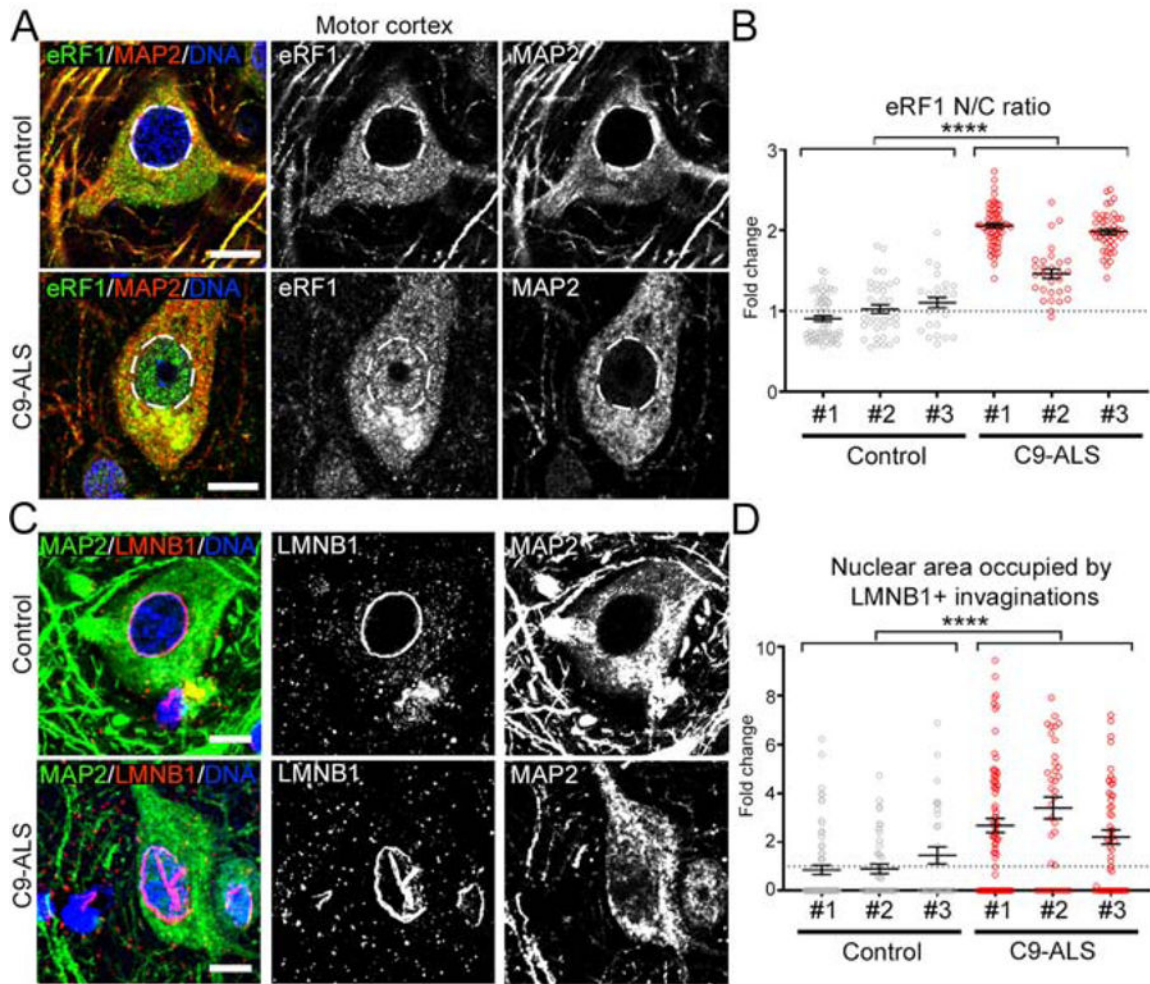 A
Motor cortex
eRF1/MAP2/DNA
eRF1
MAP2
Control
eRF1/MAP2/DNA
eRF1
MAP2
C9-ALS
B
eRF1 N/C ratio
****
Fold change
3
2
1
0
#1 #2 #3 #1 #2 #3
Control C9-ALS
C
MAP2/LMNB1/DNA
LMNB1
MAP2
Control
MAP2/LMNB1/DNA
LMNB1
MAP2
C9-ALS
D
Nuclear area occupied by
LMNB1+ invaginations
****
Fold change
10
8
6
4
2
0
#1 #2 #3 #1 #2 #3
Control C9-ALS